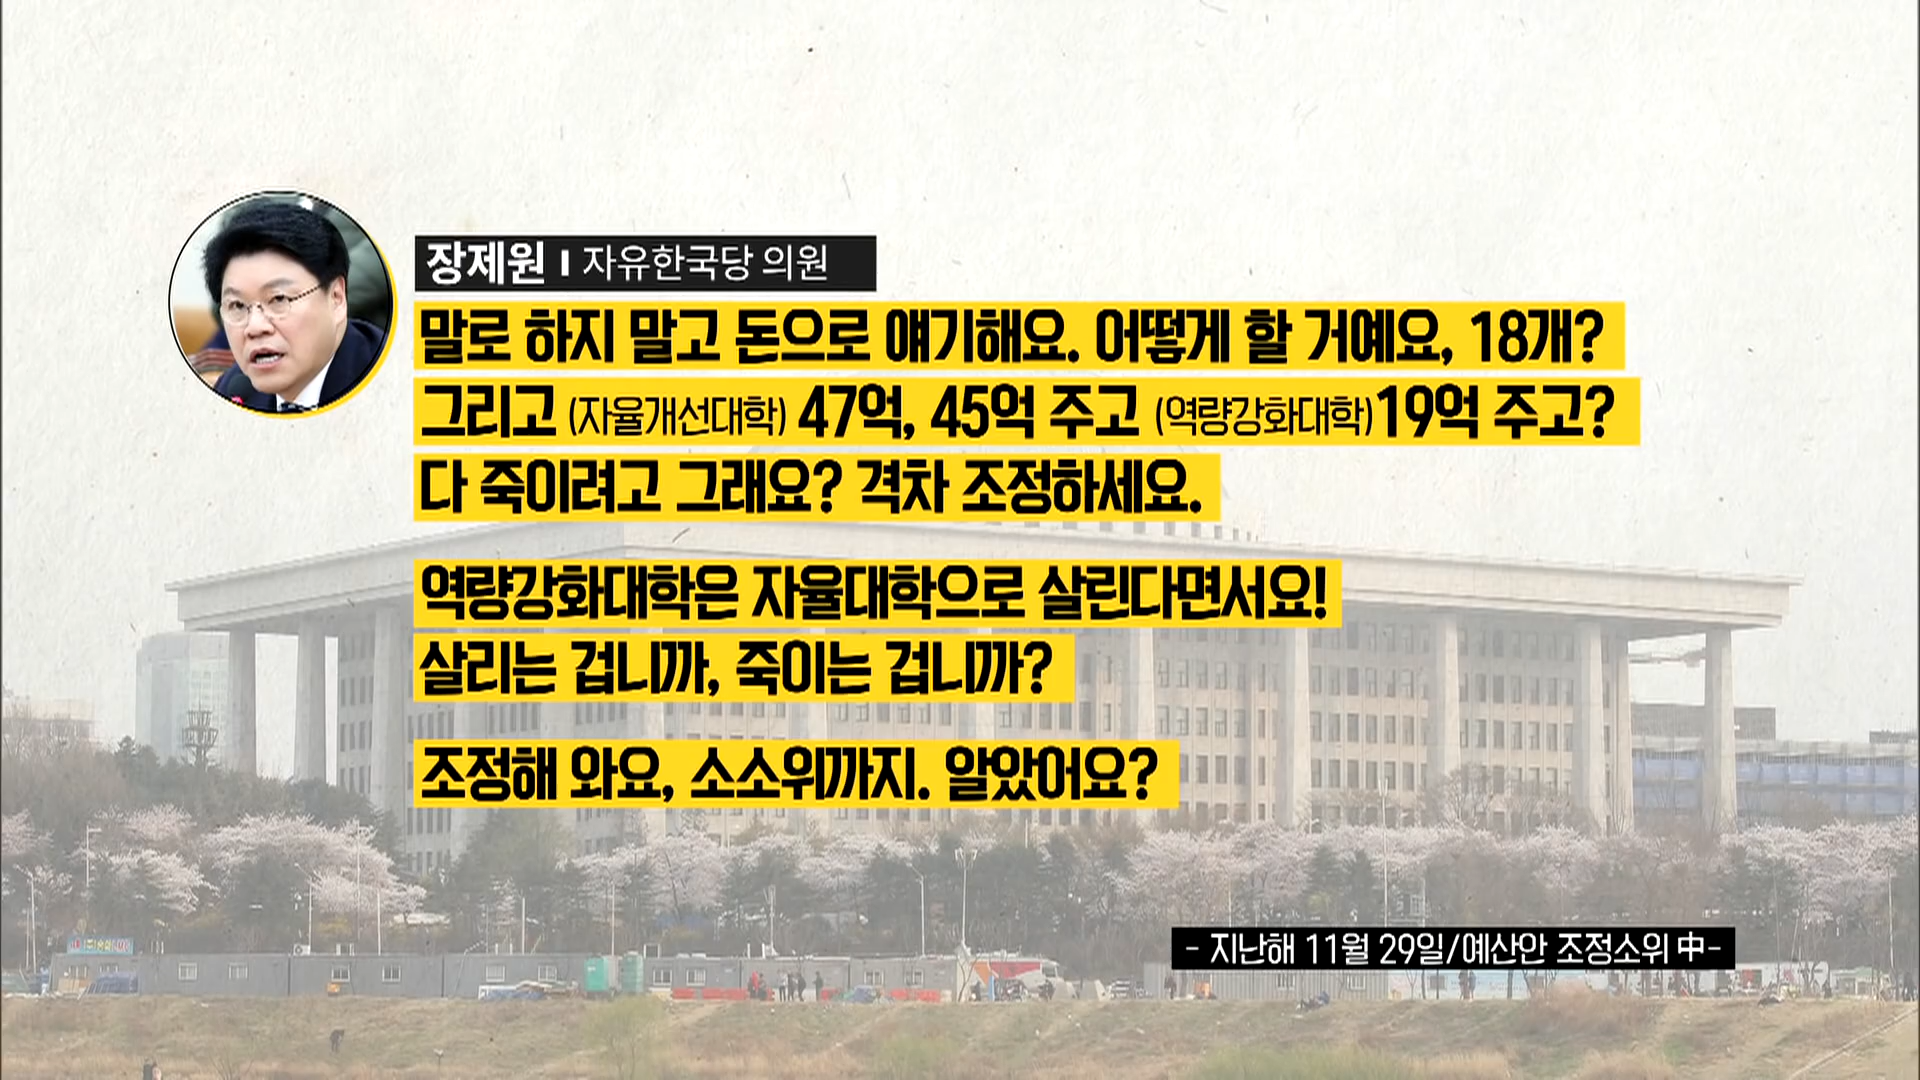 장제원 | 자유한국당 의원
말로 하지 말고 돈으로 얘기해요. 어떻게 할 거예요, 18개?
그리고 (자율개선대학) 47억, 45억 주고 (역량강화대학)19억 주고?
다 죽이려고 그래요? 격차 조정하세요.
역량강화대학은 자율대학으로 살린다면서요!
살리는 겁니까, 죽이는 겁니까?
조정해 와요, 소소위까지. 알았어요?
- 지난해 11월 29일/예산안 조정소위 中-